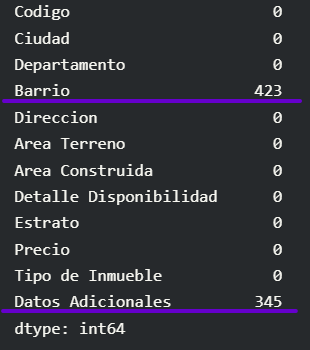 Codigo 0
Ciudad 0
Departamento 0
Barrio 423
Direccion 0
Area Terreno 0
Area Construida 0
Detalle Disponibilidad 0
Estrato 0
Precio 0
Tipo de Inmueble 0
Datos Adicionales 345
dtype: int64